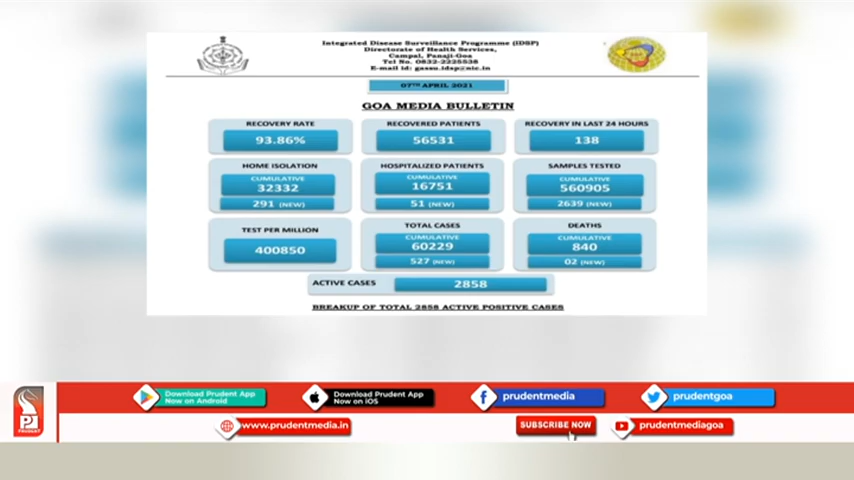 Integrated Disease Surveillance Programme (IDSP)
Directorate of Health Services,
Campal, Panaji-Goa
Tel No. 0832-2225538
E-mail id: gassu.idsp@nic.in
07TH APRIL 2021
GOA MEDIA BULLETIN
RECOVERY RATE
93.86%
RECOVERED PATIENTS
56531
RECOVERY IN LAST 24 HOURS
138
HOME ISOLATION
CUMULATIVE
32332
291 (NEW)
HOSPITALIZED PATIENTS
CUMULATIVE
16751
51 (NEW)
SAMPLES TESTED
CUMULATIVE
560905
2639 (NEW)
TEST PER MILLION
400850
TOTAL CASES
CUMULATIVE
60229
527 (NEW)
DEATHS
CUMULATIVE
840
02 (NEW)
ACTIVE CASES
2858
BREAKUP OF TOTAL 2858 ACTIVE POSITIVE CASES
Download Prudent App
Now on Android
Download Prudent App
Now on iOS
prudentmedia
prudentgoa
PRUDENT
www.prudentmedia.in
SUBSCRIBE NOW
prudentmediagoa